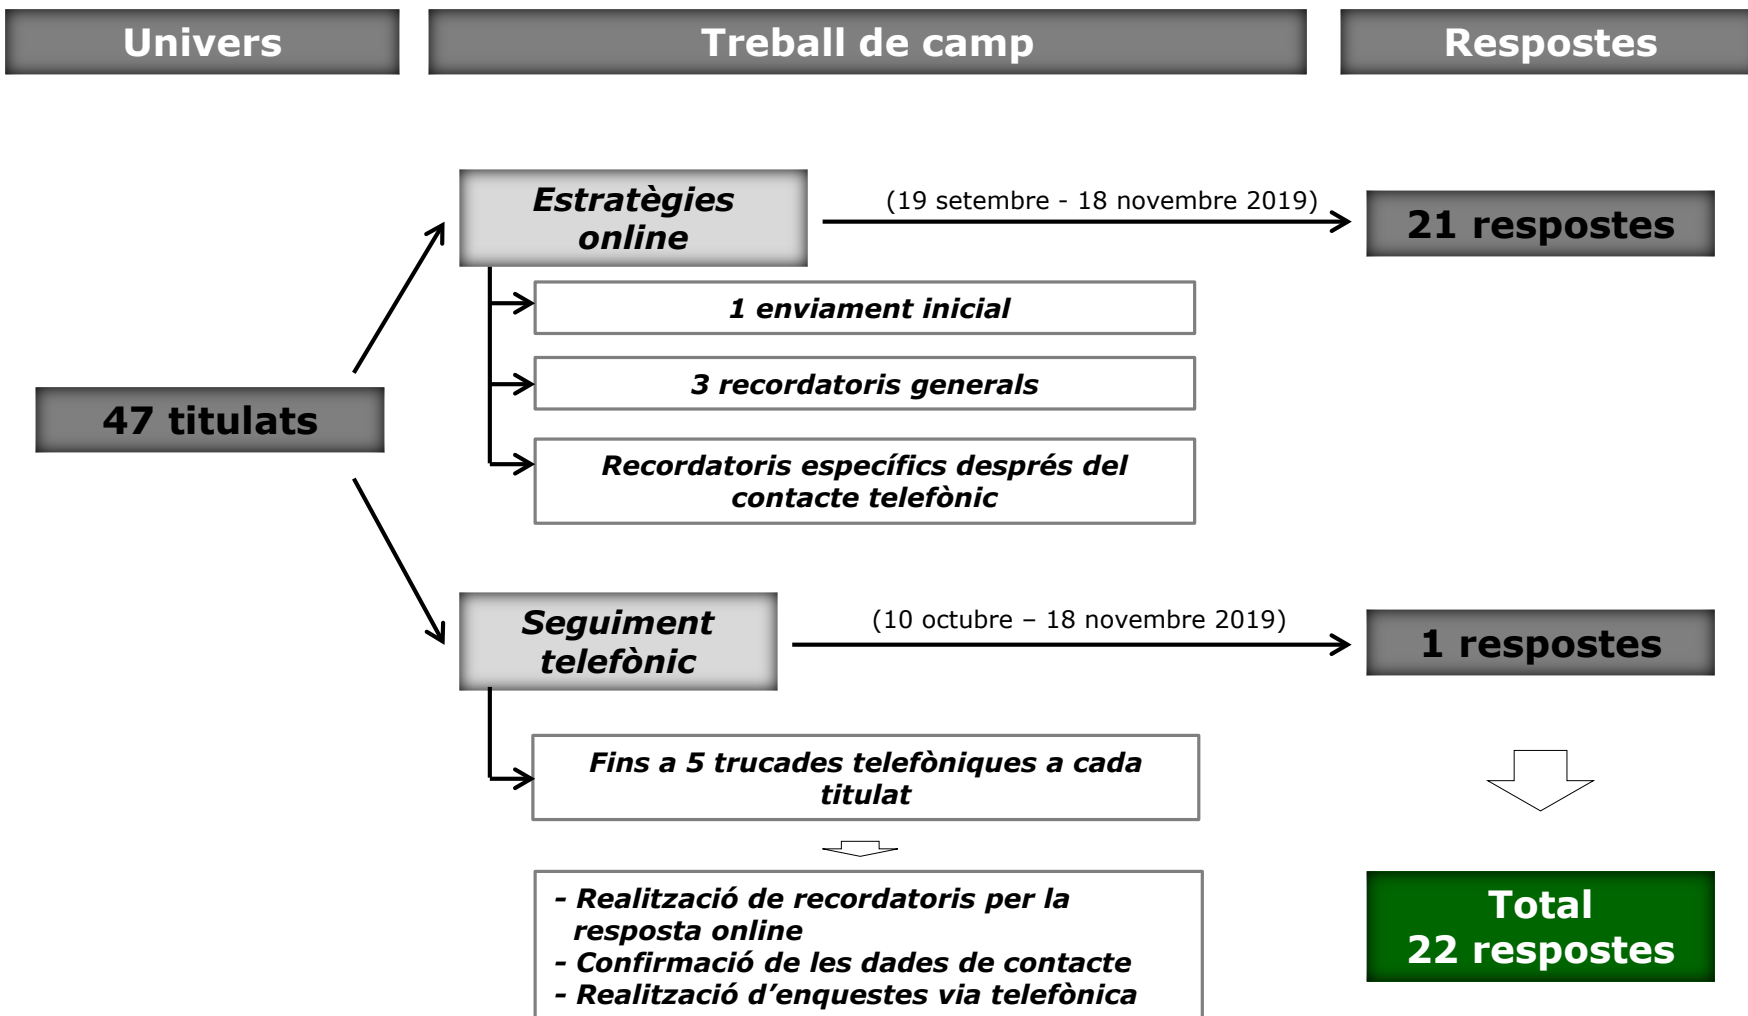 Univers
Treball de camp
Respostes
Estratègies
online
(19 setembre - 18 novembre 2019)
21 respostes
1 enviament inicial
3 recordatoris generals
47 titulats
Recordatoris específics després del
contacte telefònic
Seguiment
telefònic
(10 octubre – 18 novembre 2019)
1 respostes
Fins a 5 trucades telefòniques a cada
titulat
- Realització de recordatoris per la
resposta online
- Confirmació de les dades de contacte
- Realització d’enquestes via telefònica
Total
22 respostes